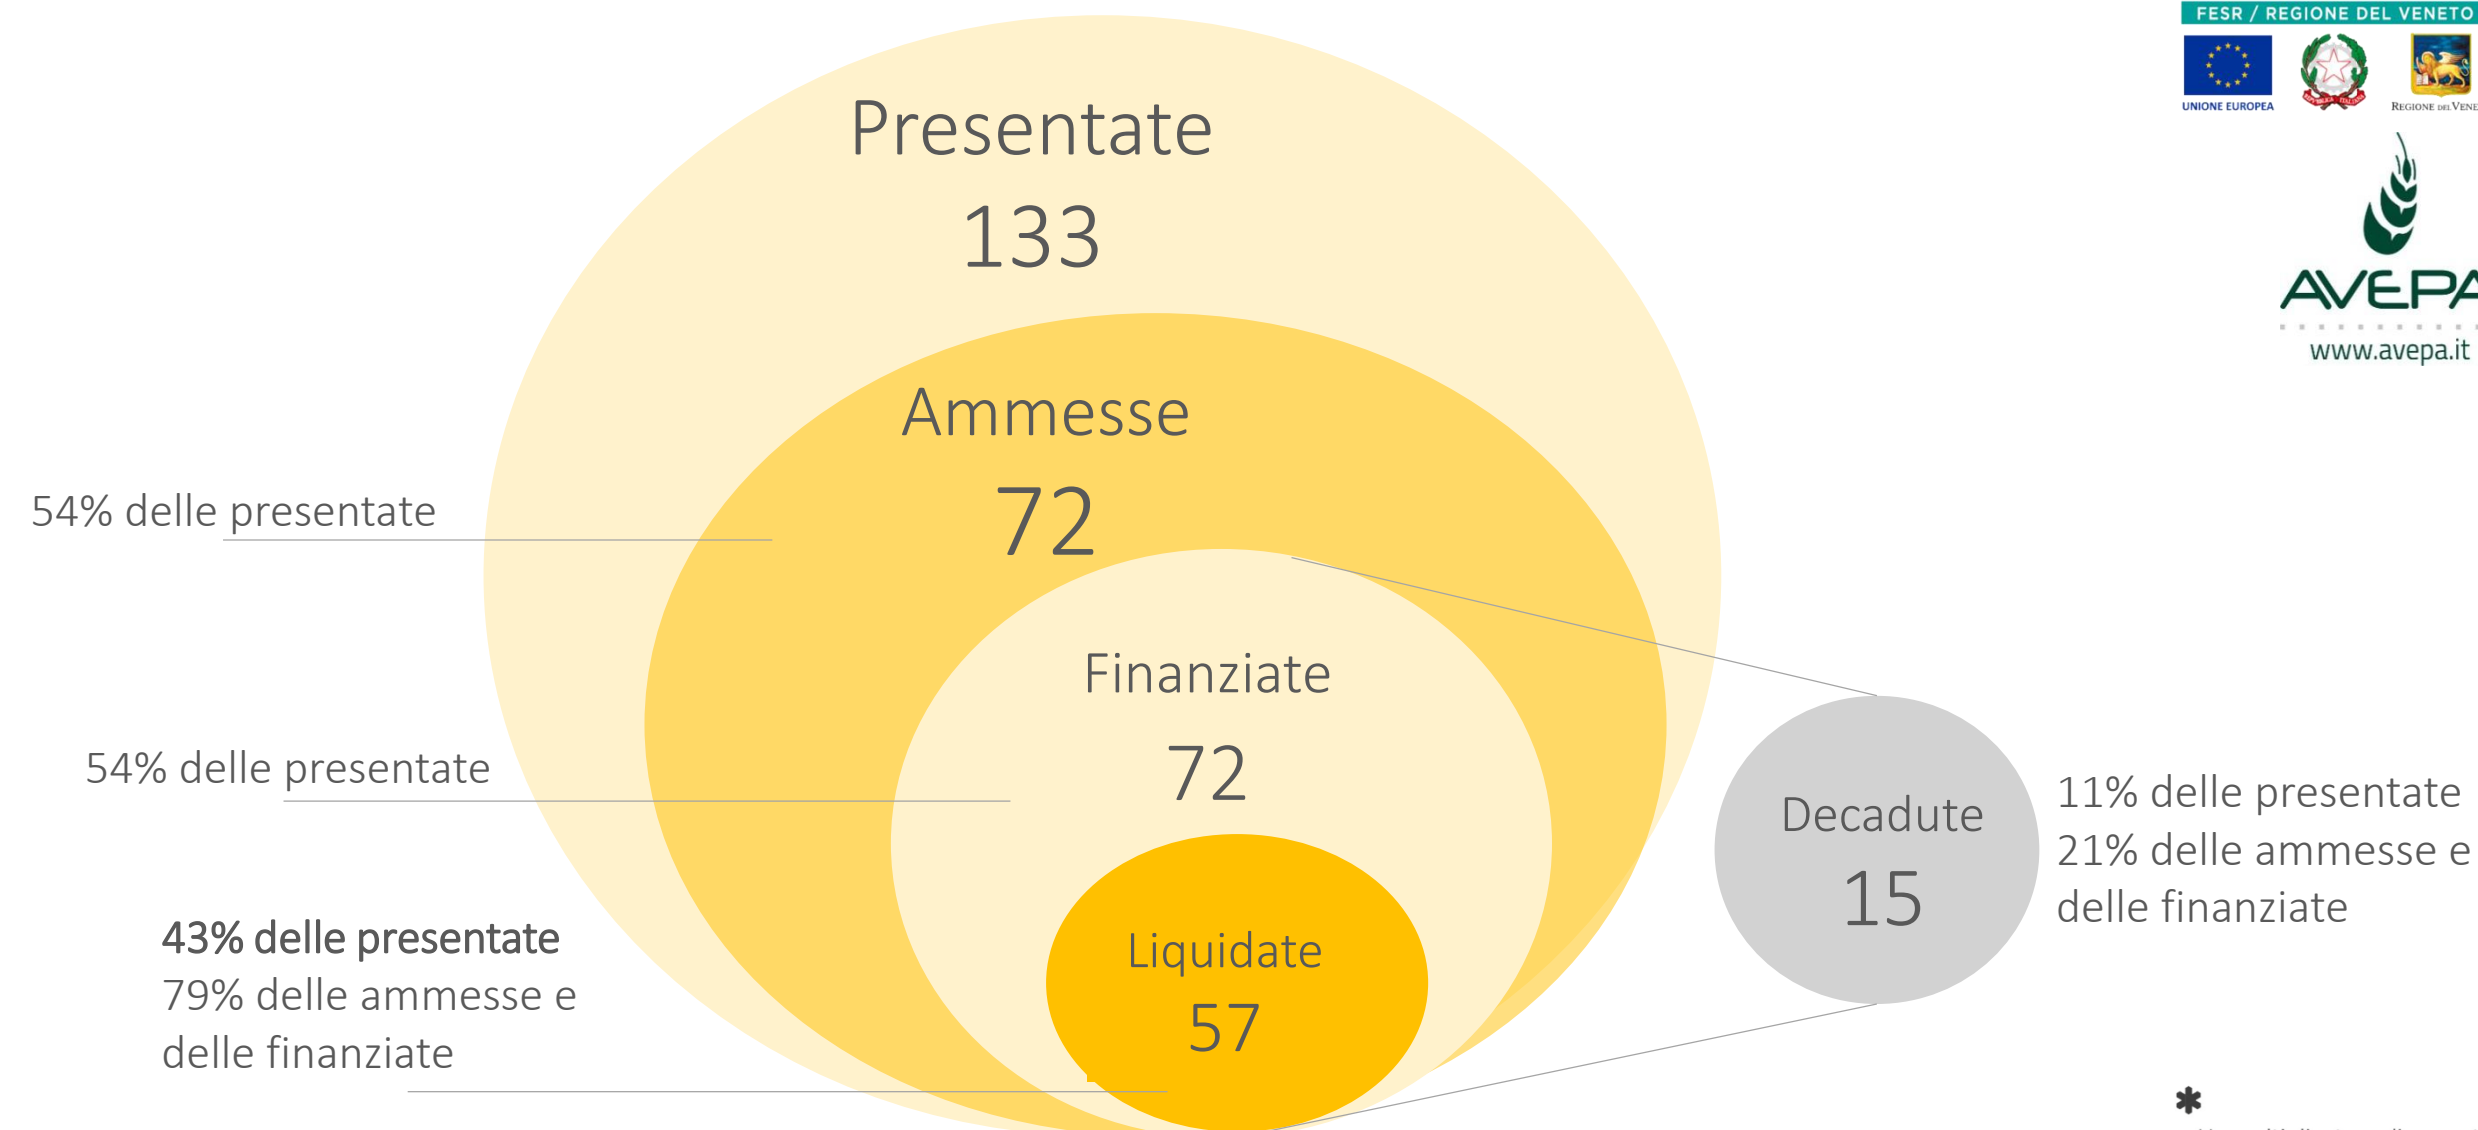 FESR / REGIONE DEL VENETO
UNIONE EUROPEA
REGIONE DEL
AVEPA
www.avepa.it
Presentate
133
Ammesse
72
54% delle presentate
Finanziate
72
54% delle presentate
Decadute
15
11% delle presentate
21% delle ammesse e
delle finanziate
43% delle presentate
79% delle ammesse e
delle finanziate
Liquidate
57
*